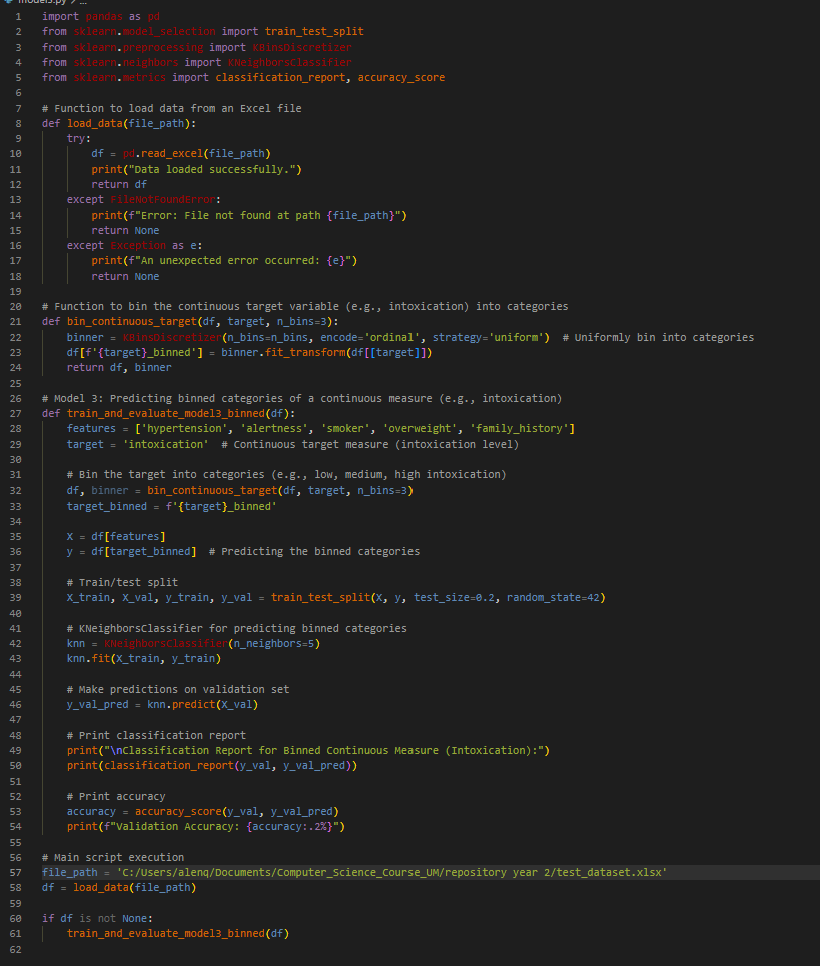 1 import pandas as pd
2 from sklearn.model_selection import train_test_split
3 from sklearn.preprocessing import KBinsDiscretizer
4 from sklearn.neighbors import KNeighborsClassifier
5 from sklearn.metrics import classification_report, accuracy_score
6
7 # Function to load data from an Excel file
8 def load_data(file_path):
9     try:
10         df = pd.read_excel(file_path)
11         print("Data loaded successfully.")
12         return df
13     except FileNotFoundError:
14         print(f"Error: File not found at path {file_path}")
15         return None
16     except Exception as e:
17         print(f"An unexpected error occurred: {e}")
18         return None
19
20 # Function to bin the continuous target variable (e.g., intoxication) into categories
21 def bin_continuous_target(df, target, n_bins=3):
22     binner = KBinsDiscretizer(n_bins=n_bins, encode='ordinal', strategy='uniform')  # Uniformly bin into categories
23     df[f'{target}_binned'] = binner.fit_transform(df[[target]])
24     return df, binner
25
26 # Model 3: Predicting binned categories of a continuous measure (e.g., intoxication)
27 def train_and_evaluate_model3_binned(df):
28     features = ['hypertension', 'alertness', 'smoker', 'overweight', 'family_history']
29     target = 'intoxication'  # Continuous target measure (intoxication level)
30
31     # Bin the target into categories (e.g., low, medium, high intoxication)
32     df, binner = bin_continuous_target(df, target, n_bins=3)
33     target_binned = f'{target}_binned'
34
35     X = df[features]
36     y = df[target_binned]  # Predicting the binned categories
37
38     # Train/test split
39     X_train, X_val, y_train, y_val = train_test_split(X, y, test_size=0.2, random_state=42)
40
41     # KNeighborsClassifier for predicting binned categories
42     knn = KNeighborsClassifier(n_neighbors=5)
43     knn.fit(X_train, y_train)
44
45     # Make predictions on validation set
46     y_val_pred = knn.predict(X_val)
47
48     # Print classification report
49     print("\nClassification Report for Binned Continuous Measure (Intoxication):")
50     print(classification_report(y_val, y_val_pred))
51
52     # Print accuracy
53     accuracy = accuracy_score(y_val, y_val_pred)
54     print(f"Validation Accuracy: {accuracy:.2%}")
55
56 # Main script execution
57 file_path = 'C:/Users/alenq/Documents/Computer_Science_Course_UM/repository year 2/test_dataset.xlsx'
58 df = load_data(file_path)
59
60 if df is not None:
61     train_and_evaluate_model3_binned(df)
62